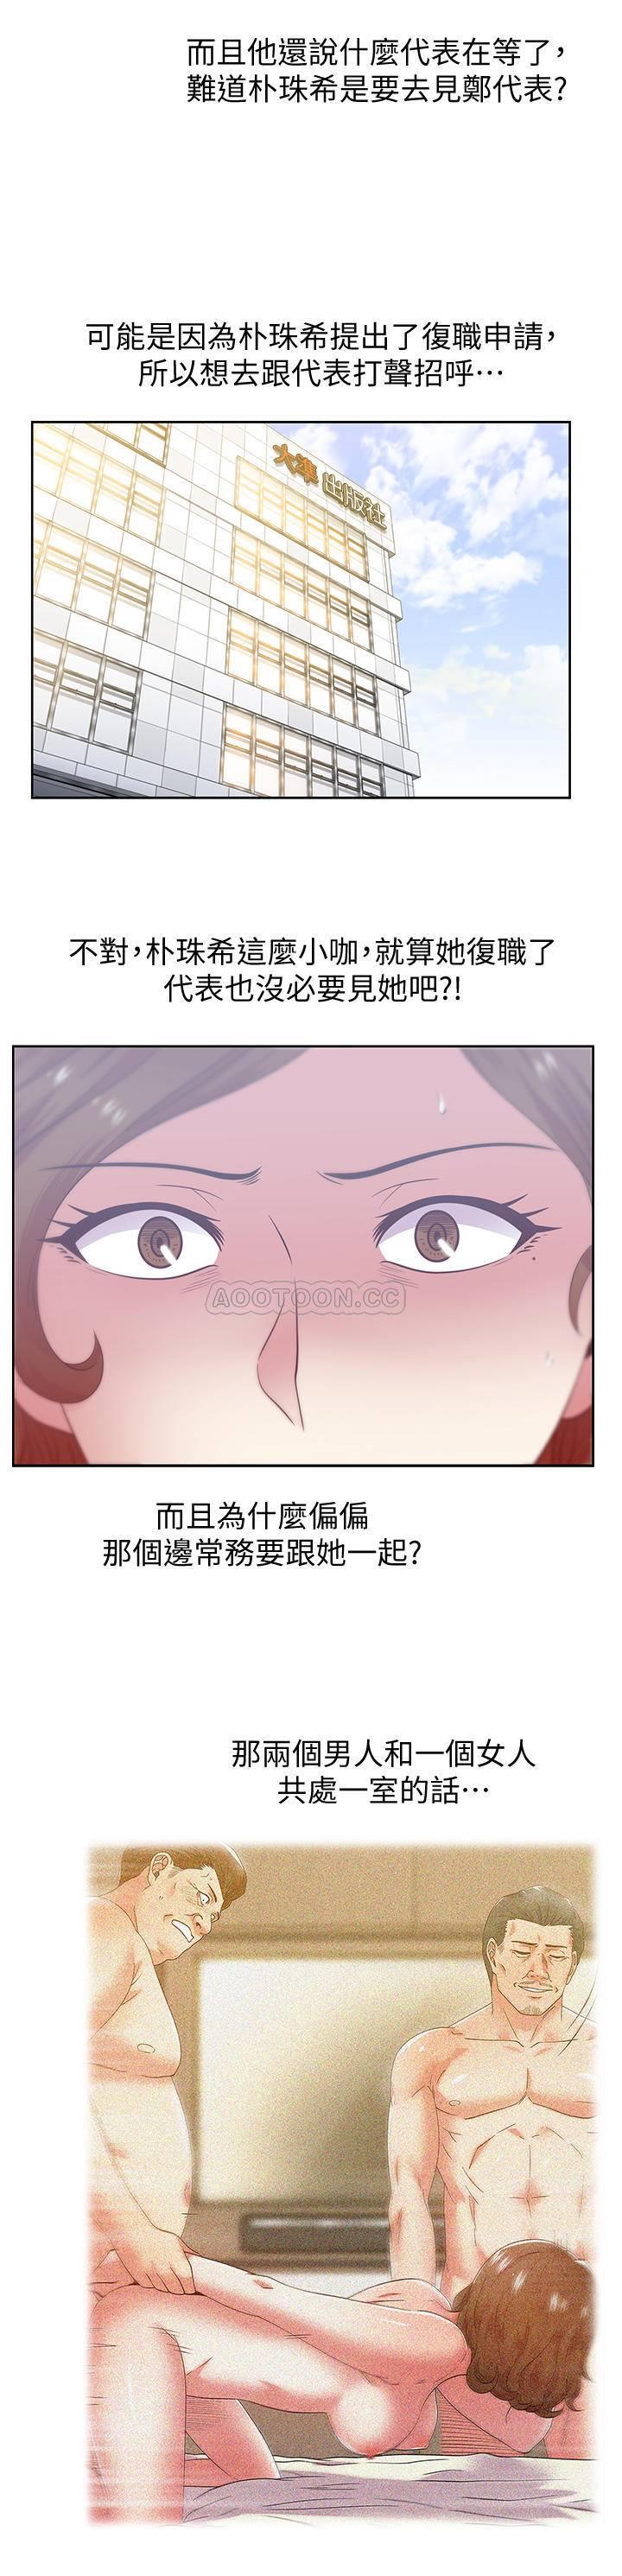 而且他還說什麼代表在等了，
難道朴珠希是要去見鄭代表?
可能是因為朴珠希提出了復職申請，
所以想去跟代表打聲招呼…
大準 出版社
不對，朴珠希這麼小咖，就算她復職了
代表也沒必要見她吧?!
AOOTOON.CC
而且為什麼偏偏
那個邊常務要跟她一起?
那兩個男人和一個女人
共處一室的話…